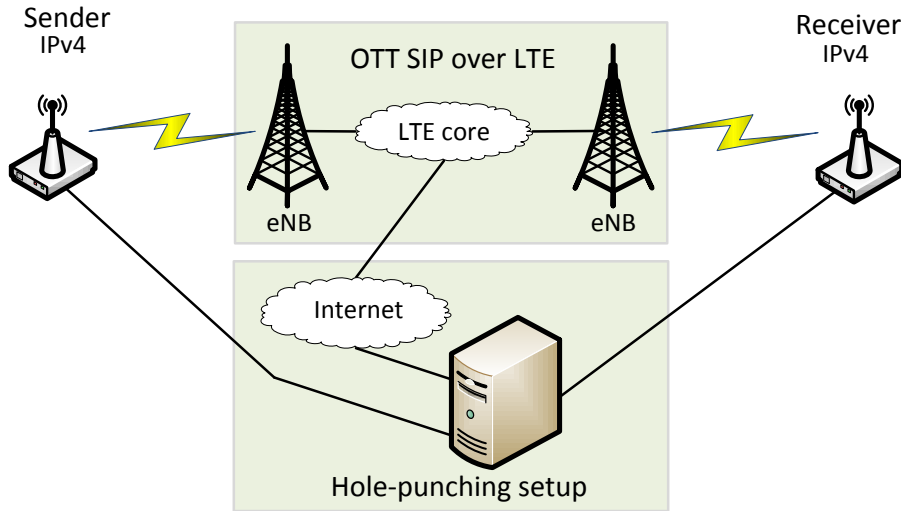 Sender
IPv4
OTT SIP over LTE
Receiver
IPv4
LTE core
eNB
eNB
Internet
Hole-punching setup